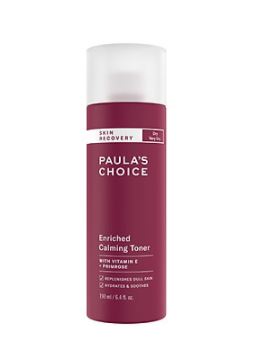 SKIN
RECOVERY
Dry
Very Dry
PAULA'S
CHOICE
Enriched
Calming Toner
WITH VITAMIN E
+ PRIMROSE
REPLENISHES DULL SKIN
HYDRATES & SOOTHES
190 ml / 6.4 fl. oz.